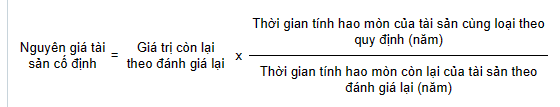 Nguyên giá tài
sản cố định
=
Giá trị còn lại
theo đánh giá lại
x
Thời gian tính hao mòn của tài sản cùng loại theo
quy định (năm)
Thời gian tính hao mòn còn lại của tài sản theo
đánh giá lại (năm)